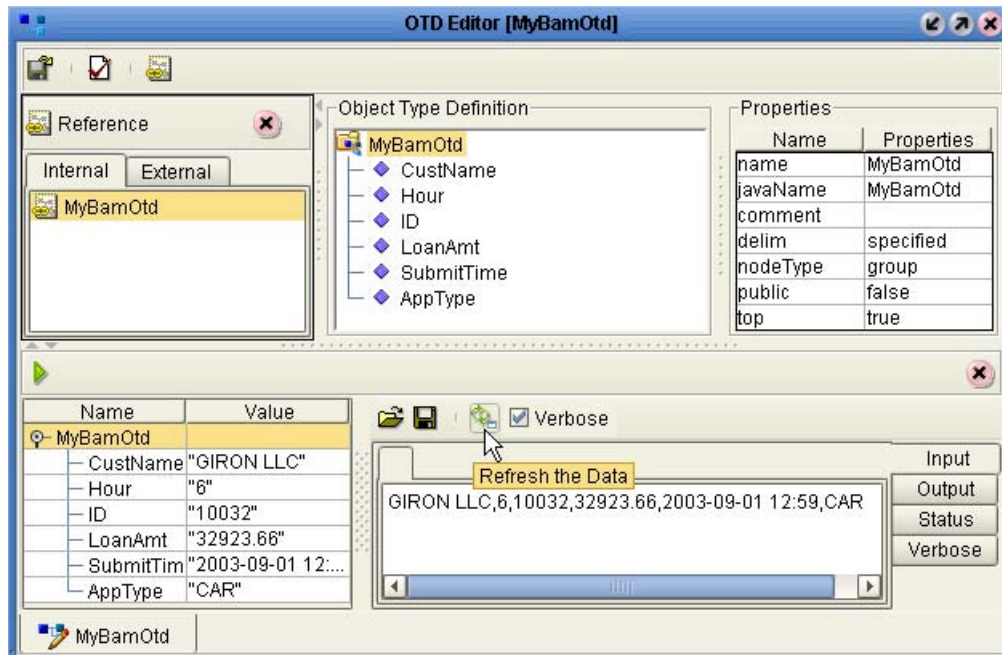 OTD Editor [MyBamOtd]
Reference
Internal External
MyBamOtd
Object Type Definition
MyBamOtd
CustName
Hour
ID
LoanAmt
SubmitTime
AppType
Properties
Name Properties
name MyBamOtd
javaName MyBamOtd
comment
delim specified
nodeType group
public false
top true
Name Value
MyBamOtd
CustName "GIRON LLC"
Hour "6"
ID "10032"
LoanAmt "32923.66"
SubmitTim "2003-09-01 12:...
AppType "CAR"
Verbose
Refresh the Data
GIRON LLC,6,10032,32923.66,2003-09-01 12:59,CAR
Input
Output
Status
Verbose
MyBamOtd